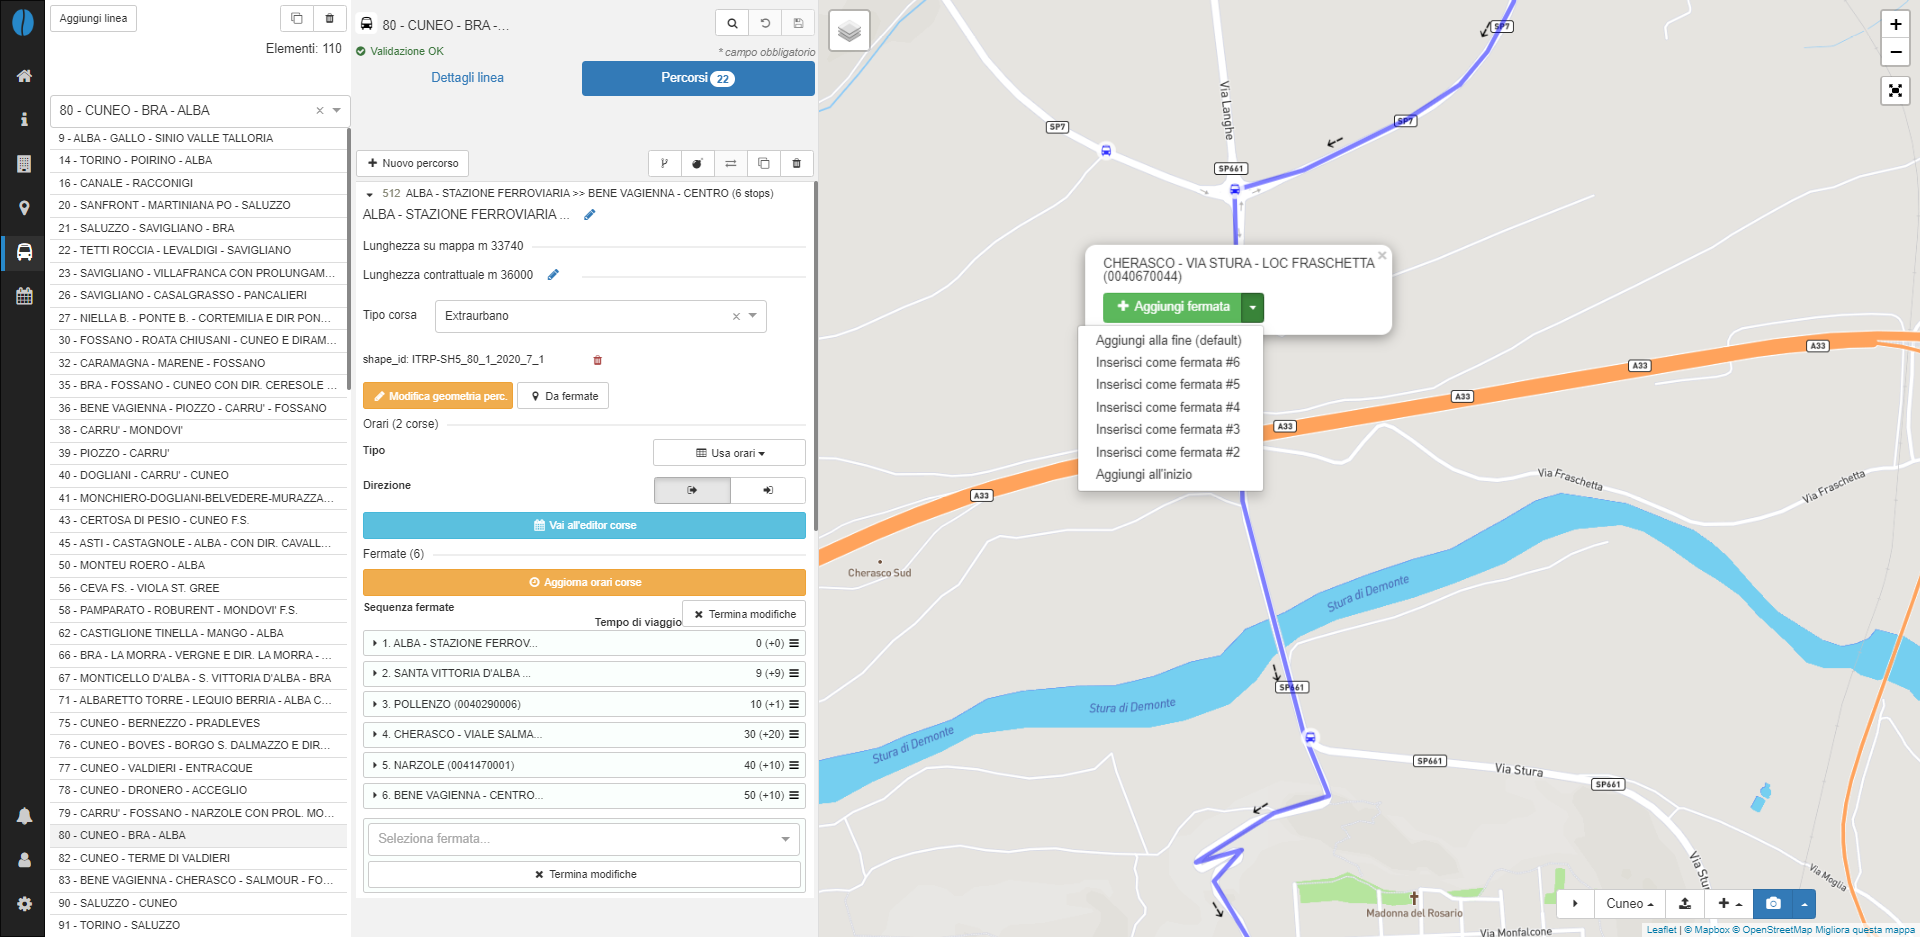 Aggiungi linea
Elementi: 110
80 - CUNEO - BRA - ALBA
9 - ALBA - GALLO - SINIO VALLE TALLORIA
14 - TORINO - POIRINO - ALBA
16 - CANALE - RACCONIGI
20 - SANFRONT - MARTINIANA PO - SALUZZO
21 - SALUZZO - SAVIGLIANO - BRA
22 - TETTI ROCCIA - LEVALDIGI - SAVIGLIANO
23 - SAVIGLIANO - VILLAFRANCA CON PROLUNGAM...
26 - SAVIGLIANO - CASALGRASSO - PANCALIERI
27 - NIELLA B. - PONTE B. - CORTEMILIA E DIR PON...
30 - FOSSANO - ROATA CHIUSANI - CUNEO E DIRAM...
32 - CARAMAGNA - MARENE - FOSSANO
35 - BRA - FOSSANO - CUNEO CON DIR. CERESOLE ...
36 - BENE VAGIENNA - PIOZZO - CARRU' - FOSSANO
38 - CARRU' - MONDOVI'
39 - PIOZZO - CARRU'
40 - DOGLIANI - CARRU' - CUNEO
41 - MONCHIERO-DOGLIANI-BELVEDERE-MURAZZA...
43 - CERTOSA DI PESIO - CUNEO F.S.
45 - ASTI - CASTAGNOLE - ALBA - CON DIR. CAVALL...
50 - MONTEU ROERO - ALBA
56 - CEVA FS. - VIOLA ST. GREE
58 - PAMPARATO - ROBURENT - MONDOVI' F.S.
62 - CASTIGLIONE TINELLA - MANGO - ALBA
66 - BRA - LA MORRA - VERGNE E DIR. LA MORRA - ...
67 - MONTICELLO D'ALBA - S. VITTORIA D'ALBA - BRA
71 - ALBARETTO TORRE - LEQUIO BERRIA - ALBA C...
75 - CUNEO - BERNEZZO - PRADLEVES
76 - CUNEO - BOVES - BORGO S. DALMAZZO E DIR...
77 - CUNEO - VALDIERI - ENTRACQUE
78 - CUNEO - DRONERO - ACCEGLIO
79 - CARRU' - FOSSANO - NARZOLE CON PROL. MO...
80 - CUNEO - BRA - ALBA
82 - CUNEO - TERME DI VALDIERI
83 - BENE VAGIENNA - CHERASCO - SALMOUR - FO...
90 - SALUZZO - CUNEO
91 - TORINO - SALUZZO
80 - CUNEO - BRA -...
Validazione OK
* campo obbligatorio
Dettagli linea
Percorsi 22
Nuovo percorso
512 ALBA - STAZIONE FERROVIARIA >> BENE VAGIENNA - CENTRO (6 stops)
ALBA - STAZIONE FERROVIARIA ...
Lunghezza su mappa m 33740
Lunghezza contrattuale m 36000
Tipo corsa
Extraurbano
shape_id: ITRP-SH5_80_1_2020_7_1
Modifica geometria perc.
Da fermate
Orari (2 corse)
Tipo
Usa orari
Direzione
Vai all'editor corse
Fermate (6)
Aggiorna orari corse
Sequenza fermate
Tempo di viaggio
Termina modifiche
1. ALBA - STAZIONE FERROV... 0 (+0)
2. SANTA VITTORIA D'ALBA ... 9 (+9)
3. POLLENZO (0040290006) 10 (+1)
4. CHERASCO - VIALE SALMA... 30 (+20)
5. NARZOLE (0041470001) 40 (+10)
6. BENE VAGIENNA - CENTRO... 50 (+10)
Seleziona fermata...
Termina modifiche
SP7
SP7
SP7
Via Langhe
SP661
CHERASCO - VIA STURA - LOC FRASCHETTA
(0040670044)
Aggiungi fermata
Aggiungi alla fine (default)
Inserisci come fermata #6
Inserisci come fermata #5
Inserisci come fermata #4
Inserisci come fermata #3
Inserisci come fermata #2
Aggiungi all'inizio
A33
A33
A33
A33
A33
Via Fraschetta
Via Fraschetta
Cherasco Sud
Stura di Demonte
Stura di Demonte
Stura di Demonte
SP661
SP661
SP661
Via Stura
Via Stura
Via Moglia
Madonna del Rosario
Via Monfalcone
Cuneo
Leaflet | © Mapbox © OpenStreetMap Migliora questa mappa